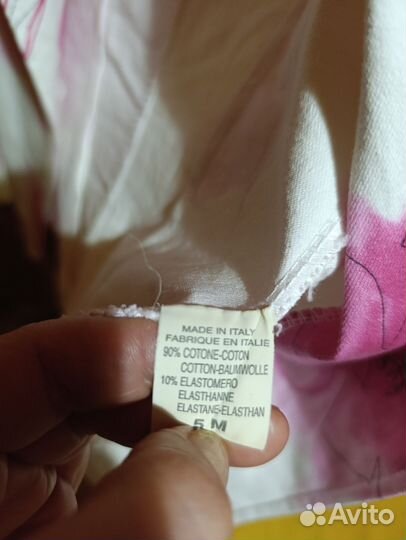 MADE IN ITALY
FABRIQUE EN ITALIE
90% COTONE-COTON
COTTON-BAUMWOLLE
10% ELASTOMERO
ELASTHANNE
ELASTANE-ELASTHAN
5 M
Avito